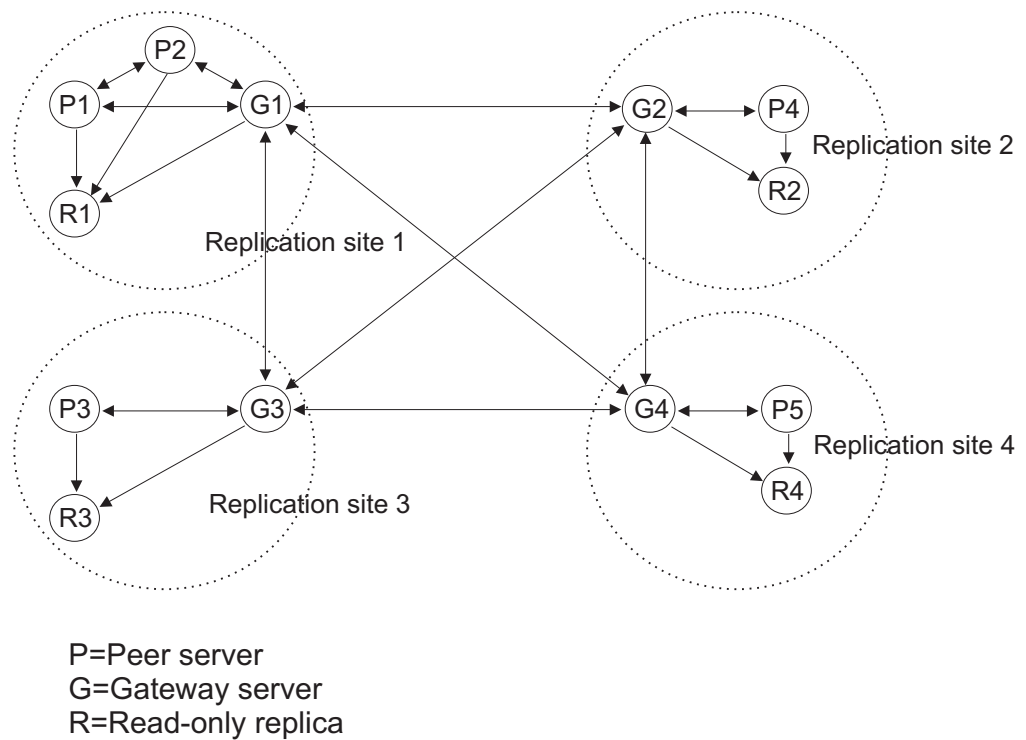 P2
P1
G1
R1
Replication site 1
G2
P4
Replication site 2
R2
P3
G3
R3
Replication site 3
G4
P5
Replication site 4
R4
P=Peer server
G=Gateway server
R=Read-only replica